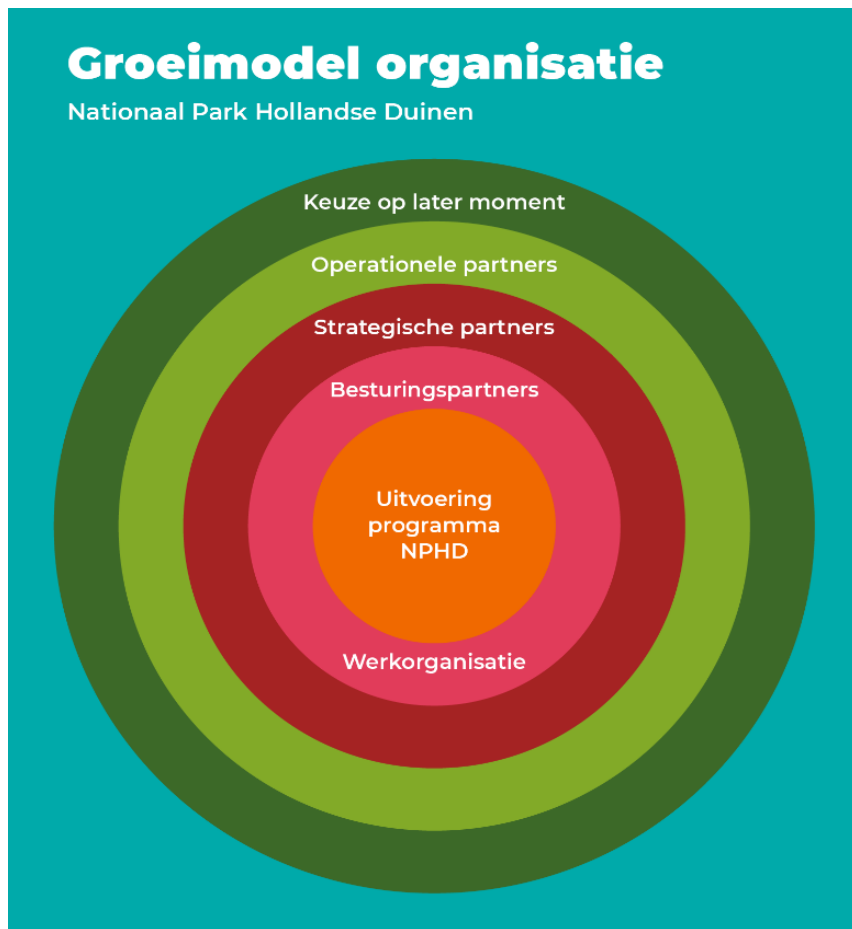 Groeimodel organisatie
Nationaal Park Hollandse Duinen
Keuze op later moment
Operationele partners
Strategische partners
Besturingspartners
Uitvoering
programma
NPHD
Werkorganisatie